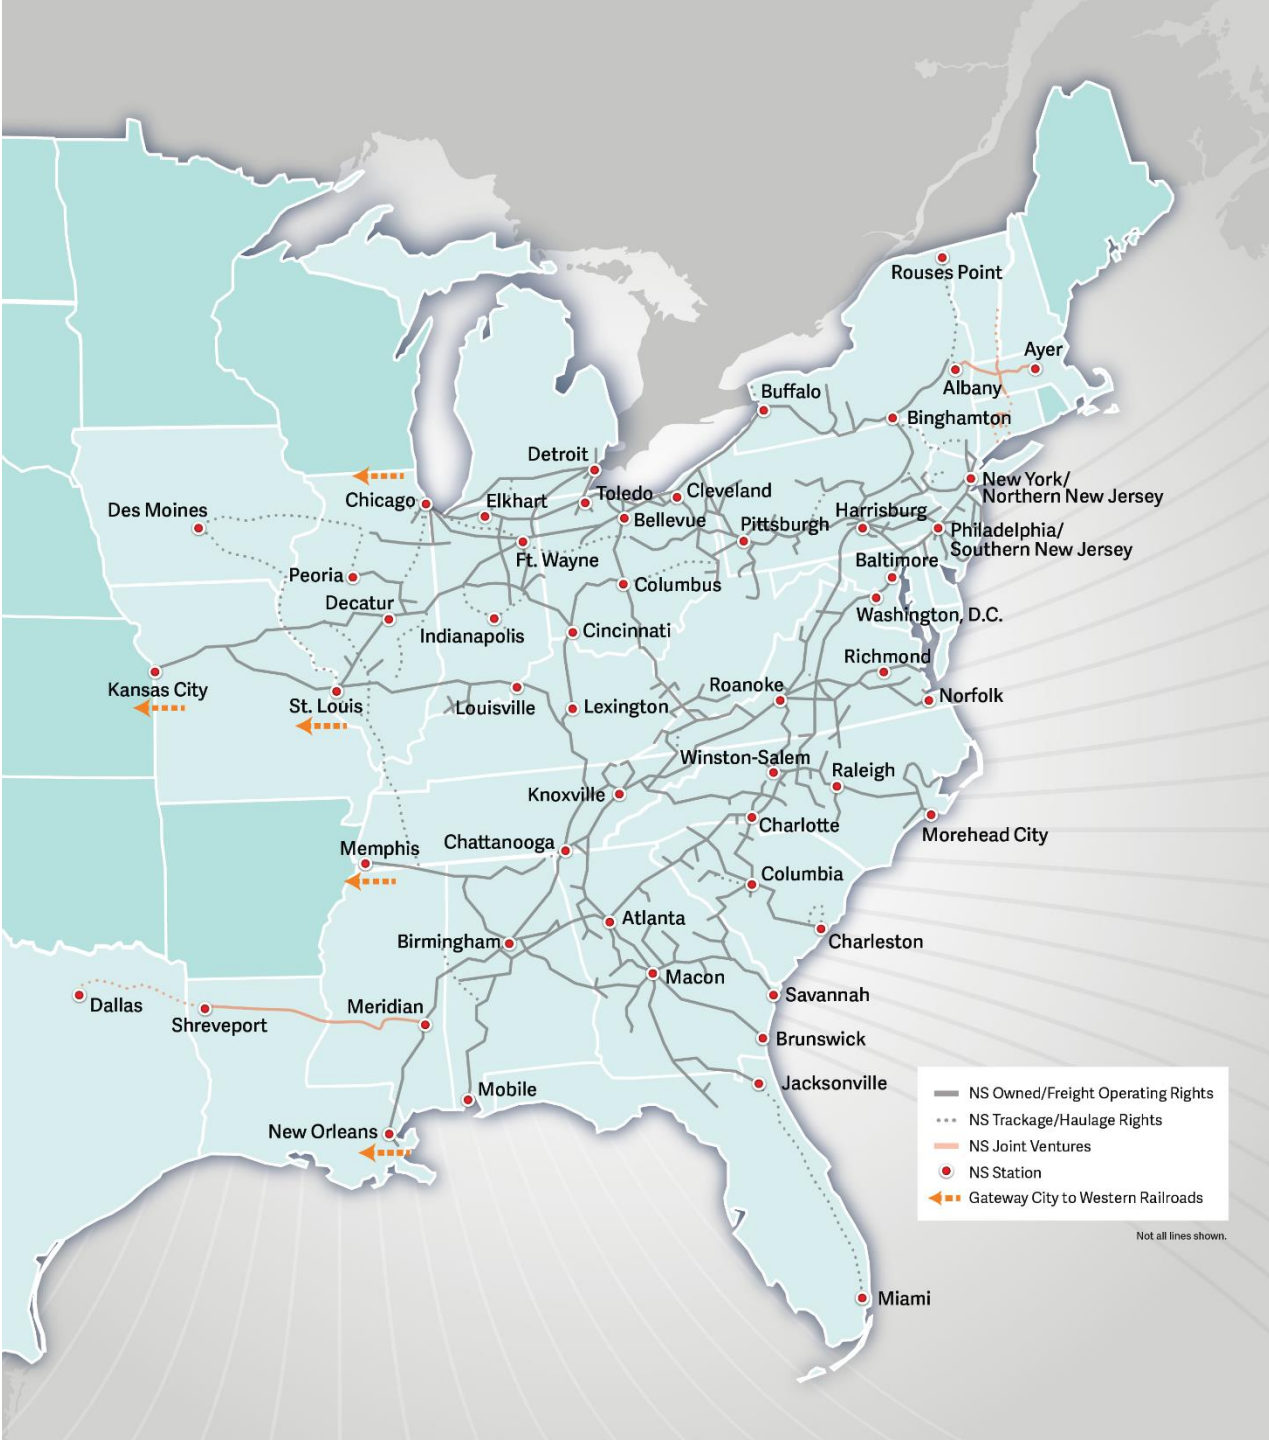 Rouses Point
Ayer
Albany
Buffalo
Binghamton
Detroit
Toledo
Cleveland
Chicago
Elkhart
New York/
Northern New Jersey
Des Moines
Bellevue
Pittsburgh
Harrisburg
Philadelphia/
Southern New Jersey
Ft. Wayne
Baltimore
Peoria
Columbus
Decatur
Washington, D.C.
Indianapolis
Cincinnati
Richmond
Kansas City
Roanoke
St. Louis
Louisville
Lexington
Norfolk
Winston-Salem
Raleigh
Knoxville
Charlotte
Morehead City
Chattanooga
Memphis
Columbia
Atlanta
Birmingham
Charleston
Macon
Dallas
Shreveport
Meridian
Savannah
Brunswick
Mobile
Jacksonville
New Orleans
Miami
NS Owned/Freight Operating Rights
NS Trackage/Haulage Rights
NS Joint Ventures
NS Station
Gateway City to Western Railroads
Not all lines shown.